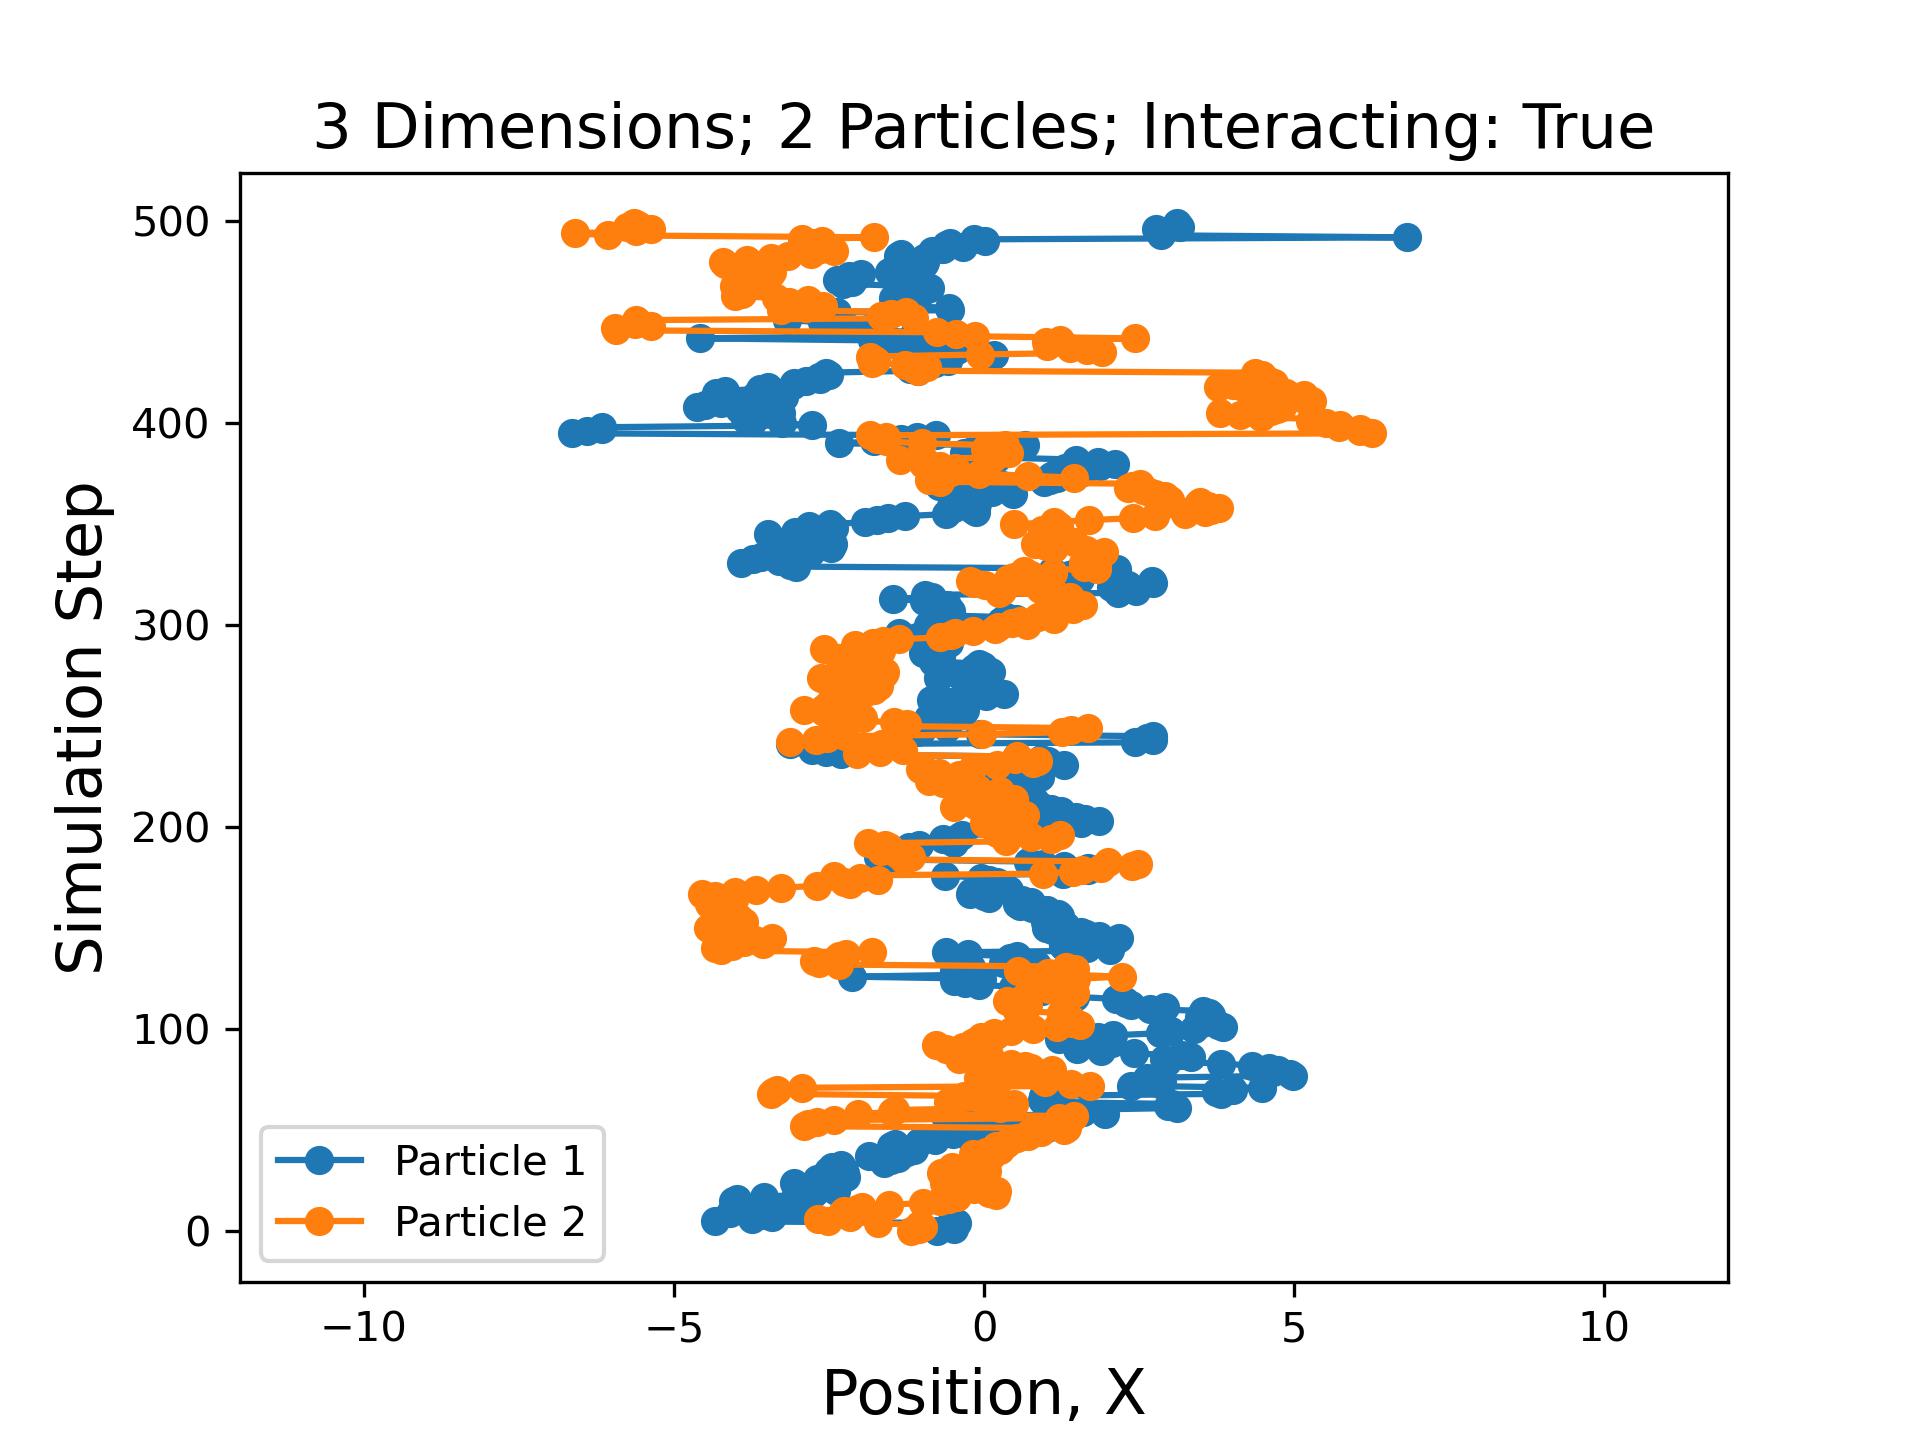 3 Dimensions; 2 Particles; Interacting: True
Simulation Step
500
400
300
200
100
0
Particle 1
Particle 2
−10
−5
0
5
10
Position, X